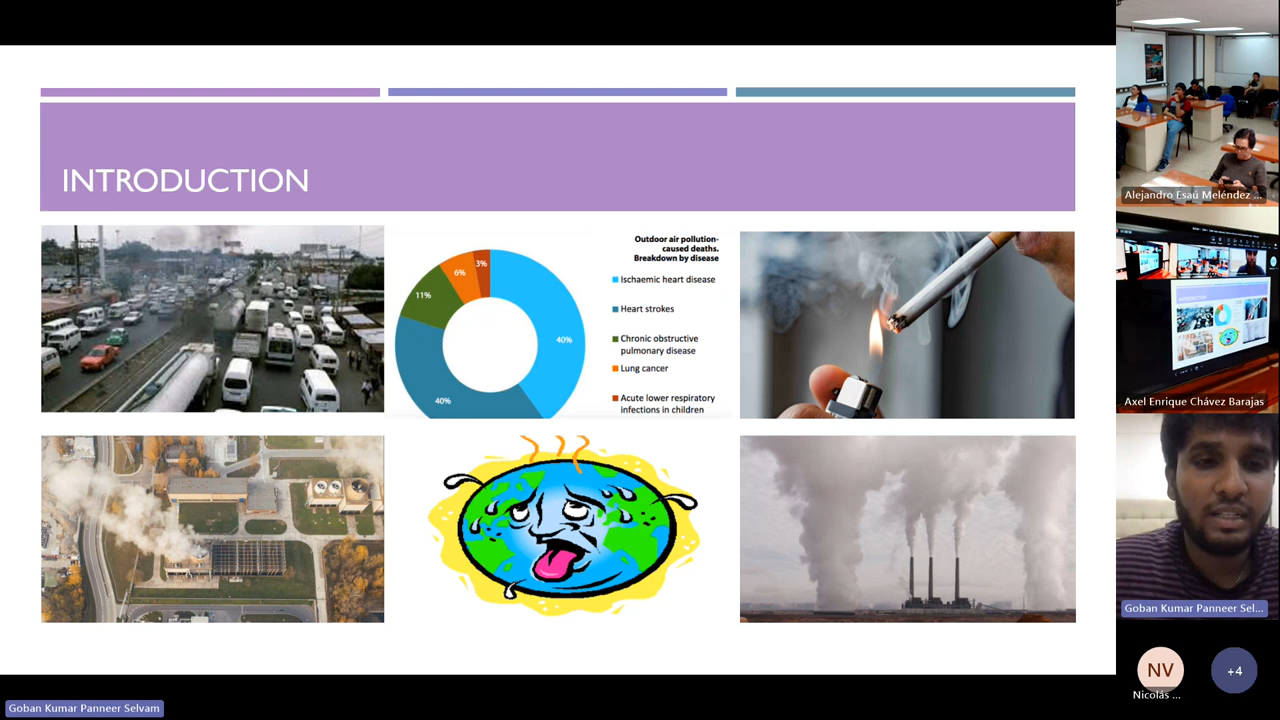 INTRODUCTION
Outdoor air pollution-
caused deaths.
Breakdown by disease
3%
6%
11%
40%
40%
Ischaemic heart disease
Heart strokes
Chronic obstructive
pulmonary disease
Lung cancer
Acute lower respiratory
infections in children
Alejandro Esaú Meléndez ...
Axel Enrique Chávez Barajas
Goban Kumar Panneer Sel...
NV
+4
Nicolás ...
Goban Kumar Panneer Selvam